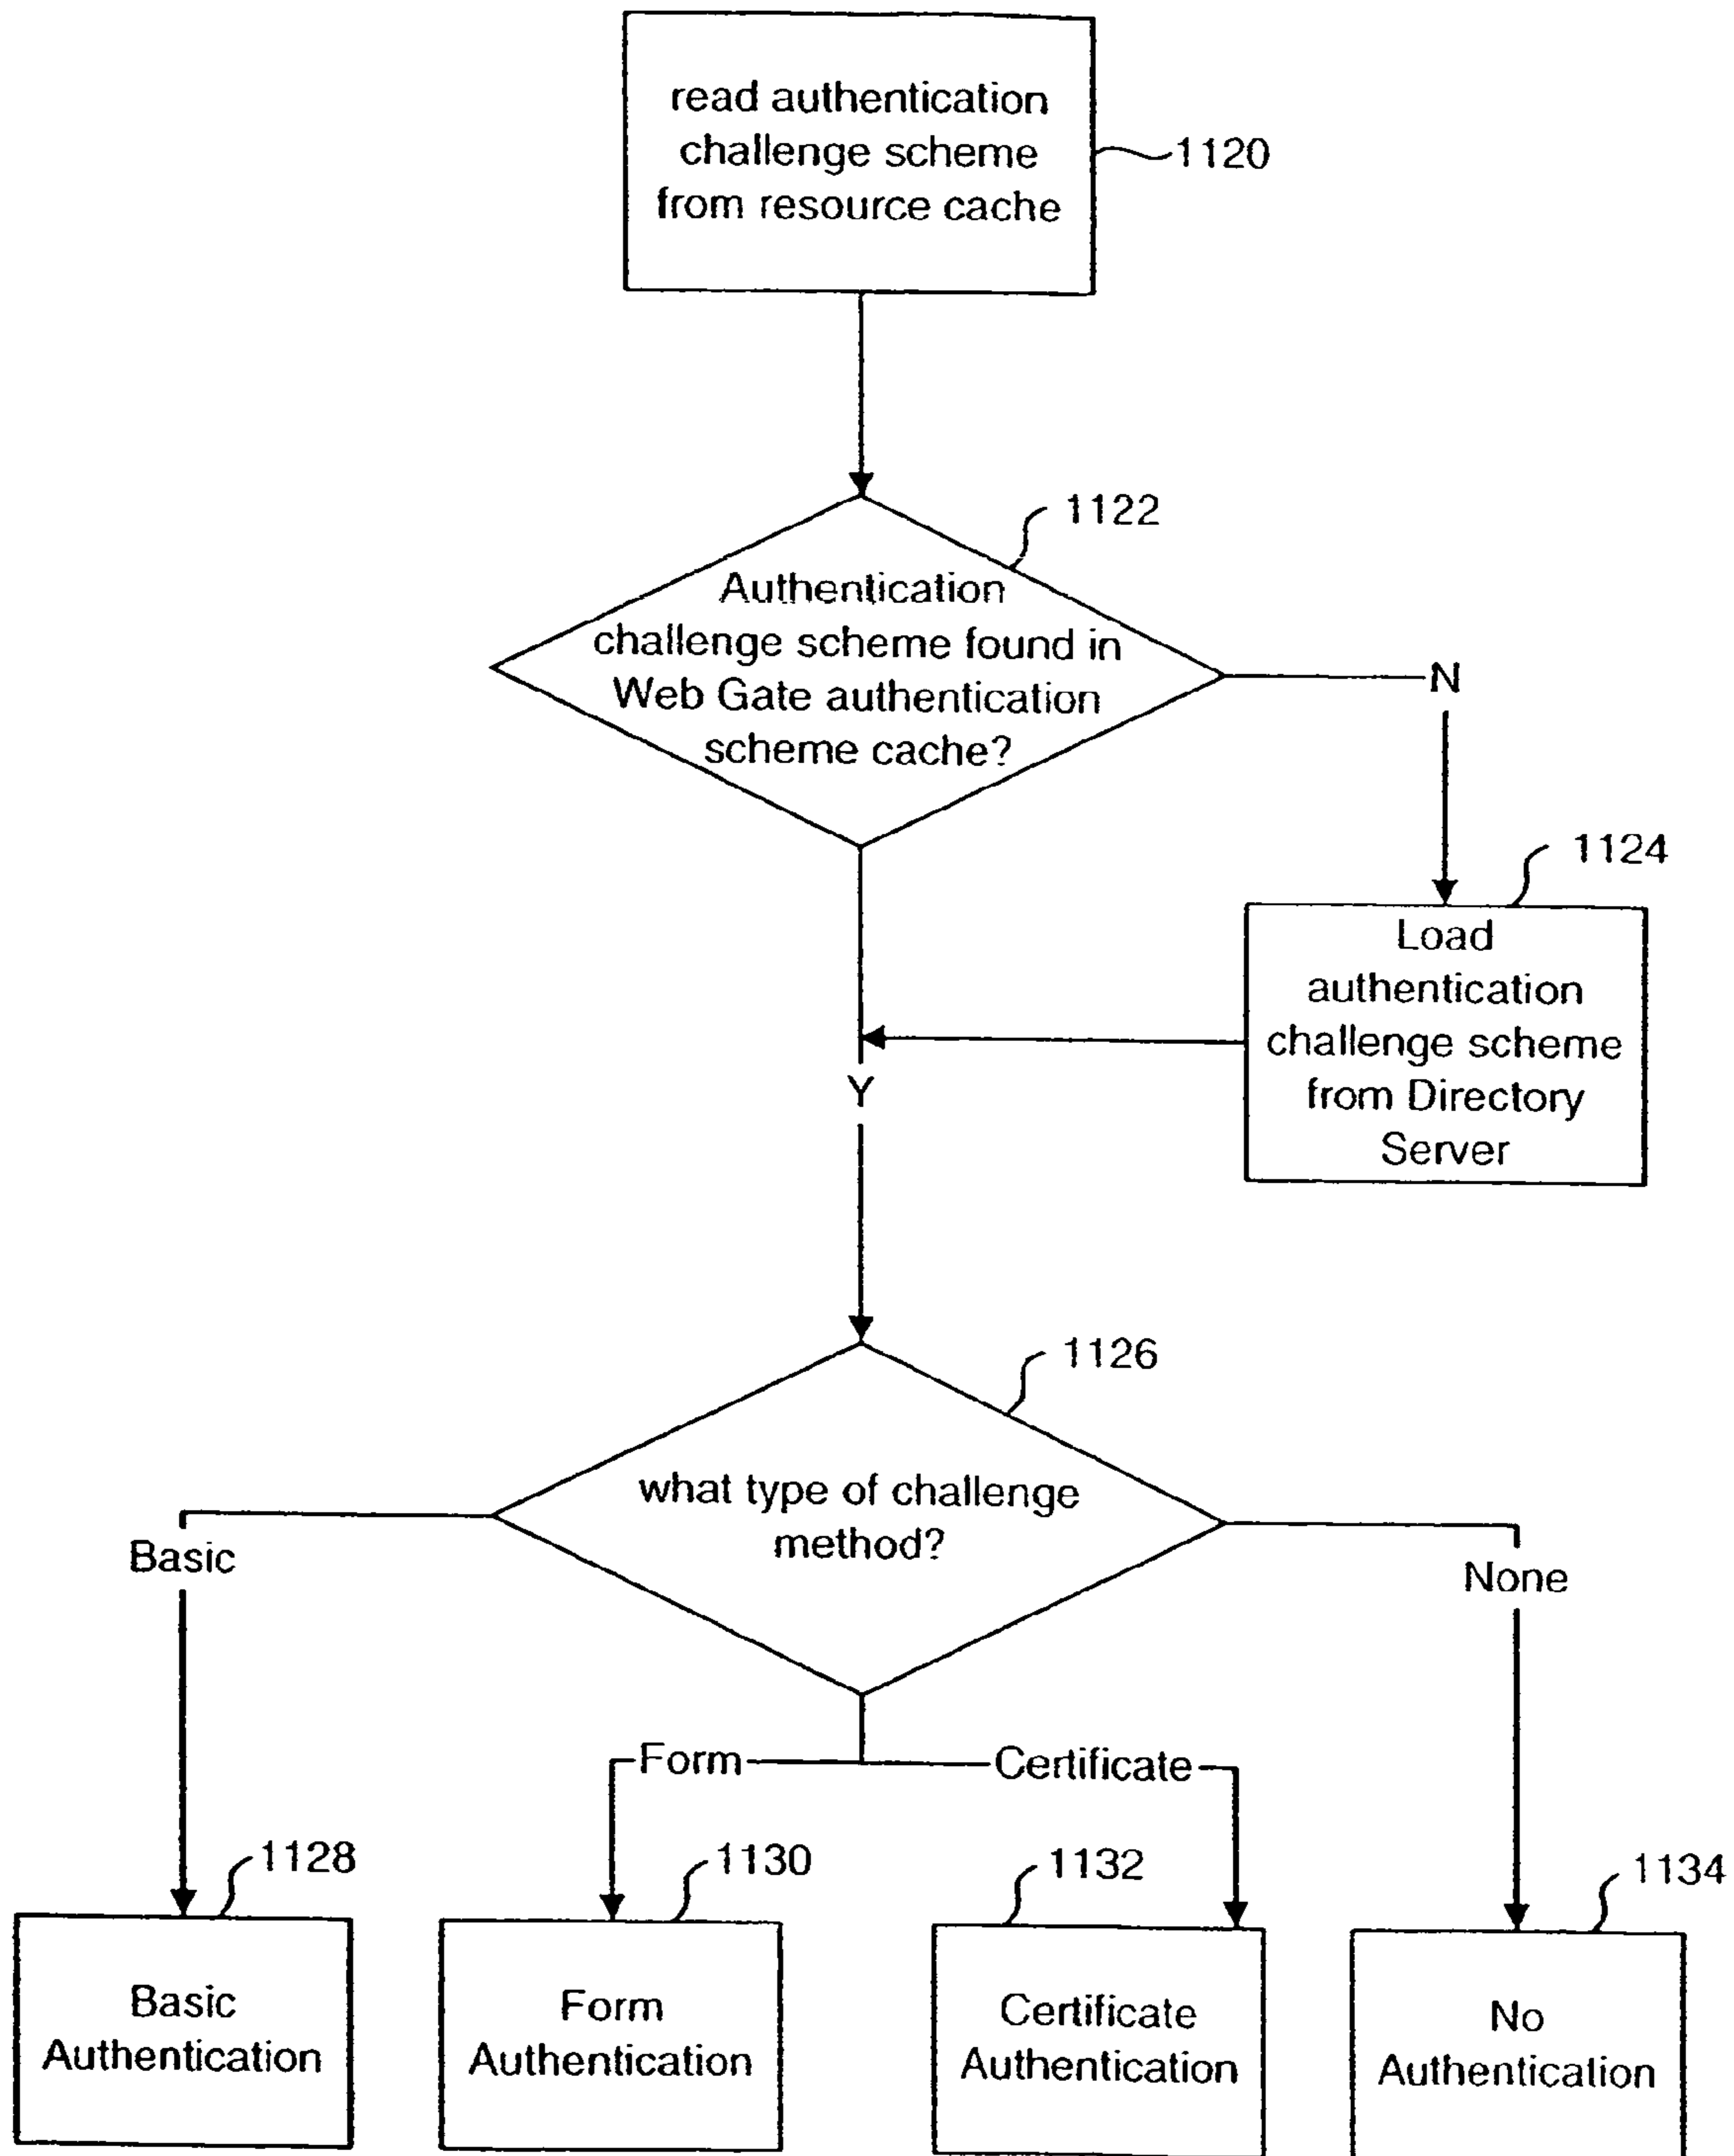 read authentication
challenge scheme
from resource cache
1120
1122
Authentication
challenge scheme found in
Web Gate authentication
scheme cache?
N
1124
Load
authentication
challenge scheme
from Directory
Server
Y
1126
what type of challenge
method?
Basic
None
Form
Certificate
1128
1130
1132
1134
Basic
Authentication
Form
Authentication
Certificate
Authentication
No
Authentication